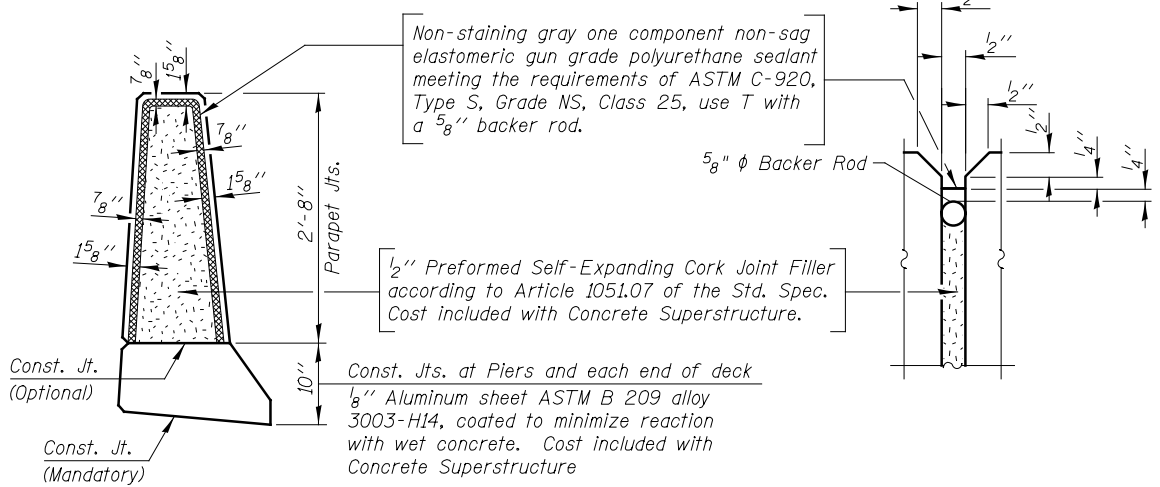 Non-staining gray one component non-sag
elastomeric gun grade polyurethane sealant
meeting the requirements of ASTM C-920,
Type S, Grade NS, Class 25, use T with
a 5/8" backer rod.
7/8"
1 5/8"
7/8"
1 5/8"
7/8"
1 5/8"
2'-8"
Parapet Jts.
10"
1/2" Preformed Self-Expanding Cork Joint Filler
according to Article 1051.07 of the Std. Spec.
Cost included with Concrete Superstructure.
Const. Jt.
(Optional)
Const. Jt.
(Mandatory)
Const. Jts. at Piers and each end of deck
1/8" Aluminum sheet ASTM B 209 alloy
3003-H14, coated to minimize reaction
with wet concrete. Cost included with
Concrete Superstructure
5/8" ϕ Backer Rod
2
1/2"
1/2"
1/2"
1/4"
1/4"